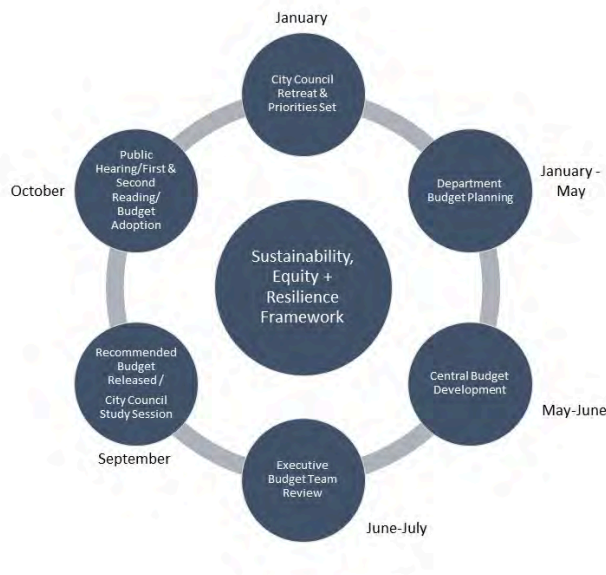 January
City Council
Retreat &
Priorities Set
January -
May
Department
Budget Planning
Central Budget
Development
May-June
Executive
Budget Team
Review
June-July
Recommended
Budget
Released /
City Council
Study Session
September
Public
Hearing/First &
Second
Reading/
Budget
Adoption
October
Sustainability,
Equity +
Resilience
Framework